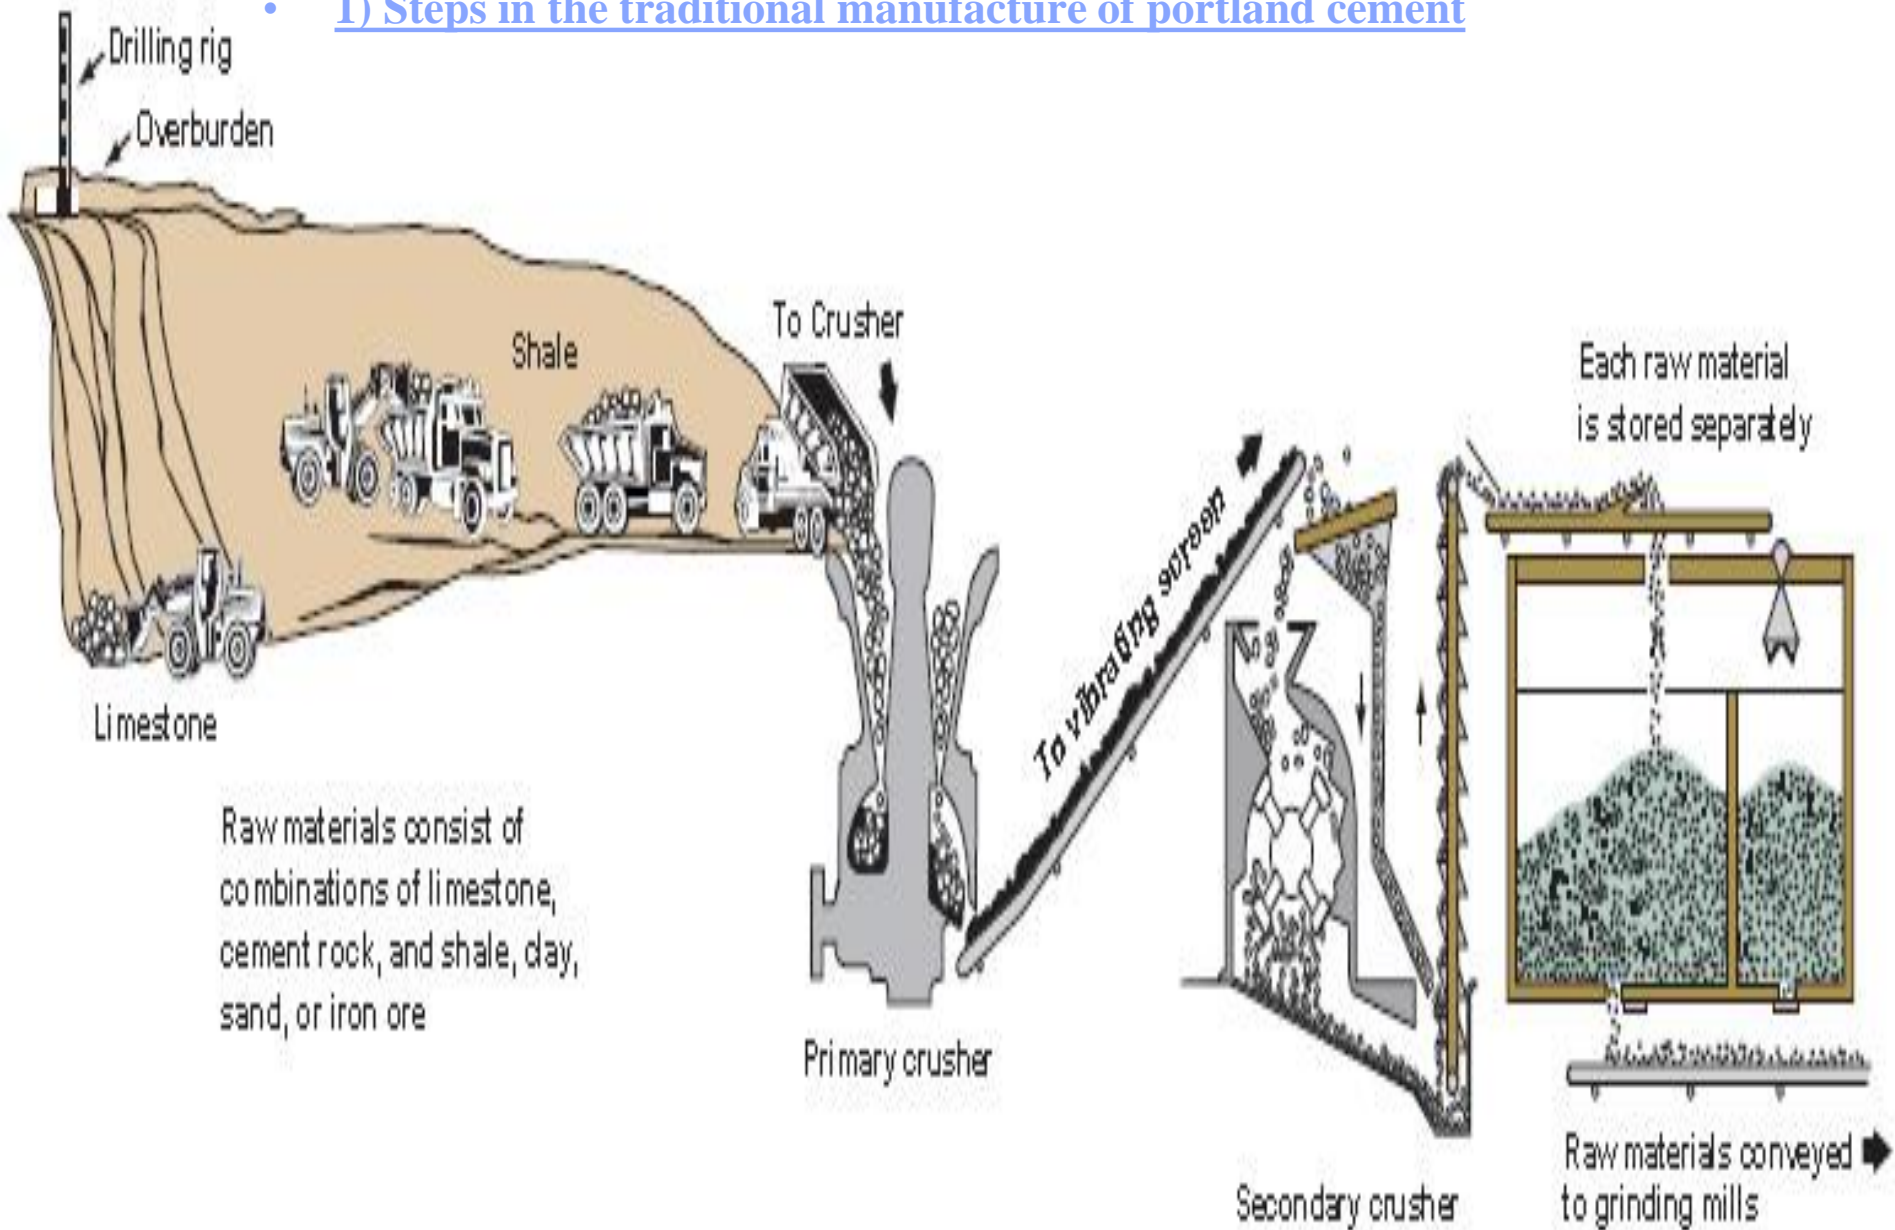 • 1) Steps in the traditional manufacture of portland cement
Drilling rig
Overburden
Shale
To Crusher
Each raw material
is stored separately
To vibrating screen
Limestone
Raw materials consist of
combinations of limestone,
cement rock, and shale, clay,
sand, or iron ore
Primary crusher
Secondary crusher
Raw materials conveyed
to grinding mills